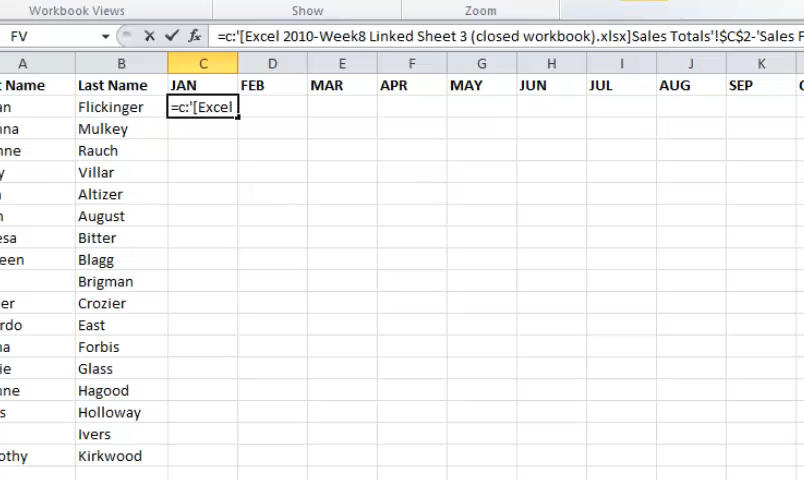 Workbook Views Show Zoom
FV =c:'[Excel 2010-Week8 Linked Sheet 3 (closed workbook).xlsx]Sales Totals'!$C$2-'Sales F
A B C D E F G H I J K
t Name Last Name JAN FEB MAR APR MAY JUN JUL AUG SEP
an Flickinger =c:'[Excel
nna Mulkey
nne Rauch
y Villar
Altizer
n August
esa Bitter
een Blagg
Brigman
er Crozier
rdo East
na Forbis
ie Glass
nne Hagood
s Holloway
Ivers
othy Kirkwood